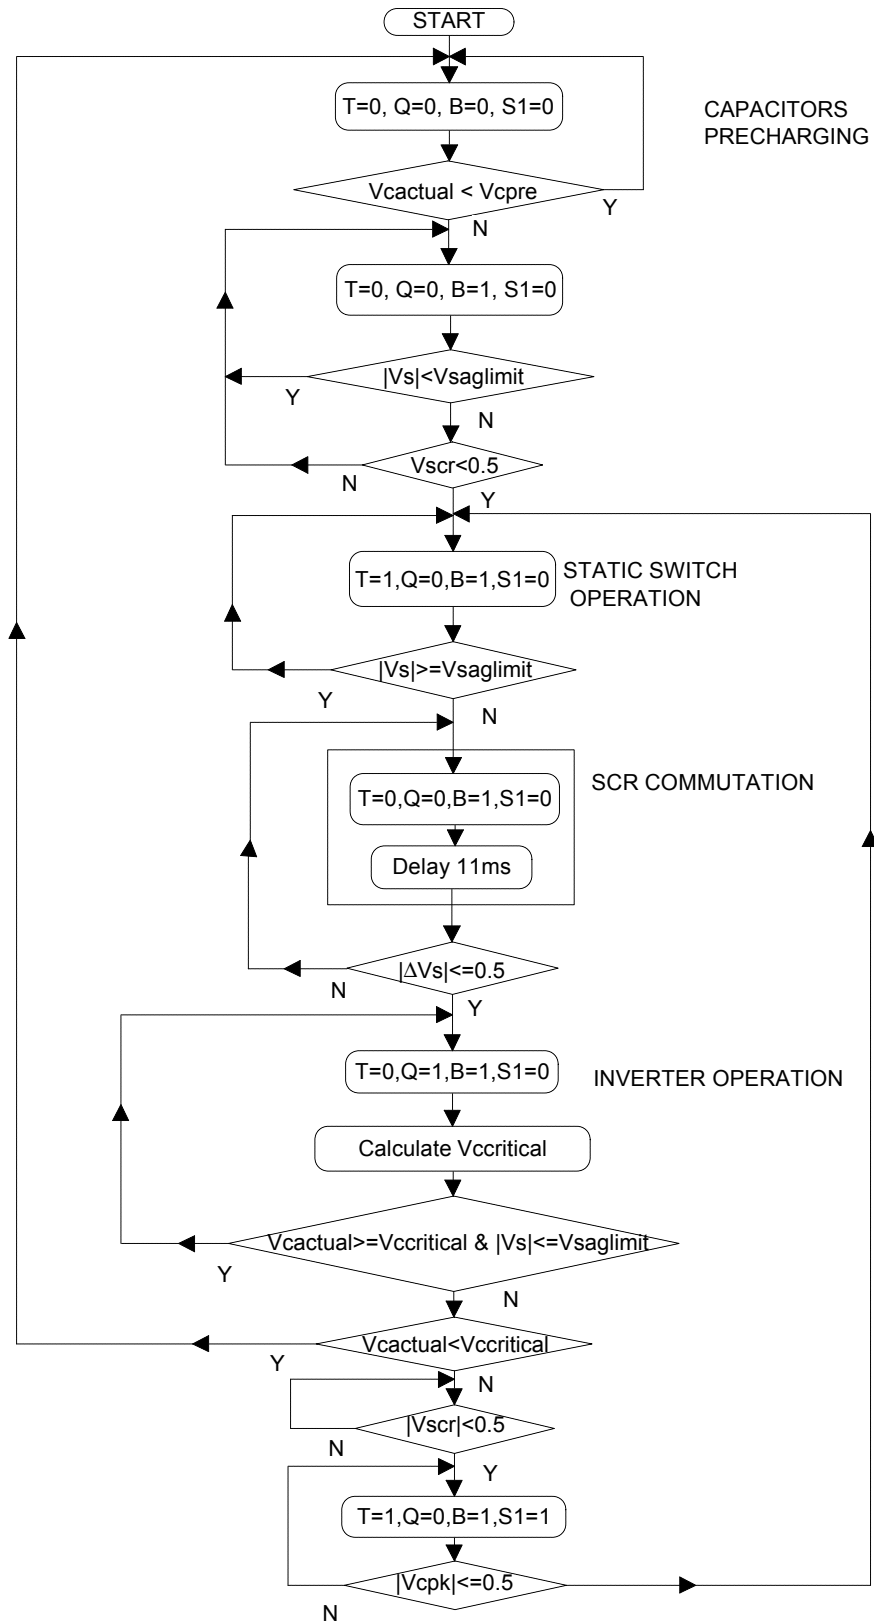 START
T=0, Q=0, B=0, S1=0
CAPACITORS
PRECHARGING
Vcactual < Vcpre
Y
N
T=0, Q=0, B=1, S1=0
|Vs|<Vsaglimit
Y
N
Vscr<0.5
N
Y
T=1,Q=0,B=1,S1=0
STATIC SWITCH
OPERATION
|Vs|>=Vsaglimit
Y
N
SCR COMMUTATION
T=0,Q=0,B=1,S1=0
Delay 11ms
|∆Vs|<=0.5
N
Y
T=0,Q=1,B=1,S1=0
INVERTER OPERATION
Calculate Vccritical
Vcactual>=Vccritical & |Vs|<=Vsaglimit
Y
N
Vcactual<Vccritical
Y
N
|Vscr|<0.5
N
Y
T=1,Q=0,B=1,S1=1
|Vcpk|<=0.5
N